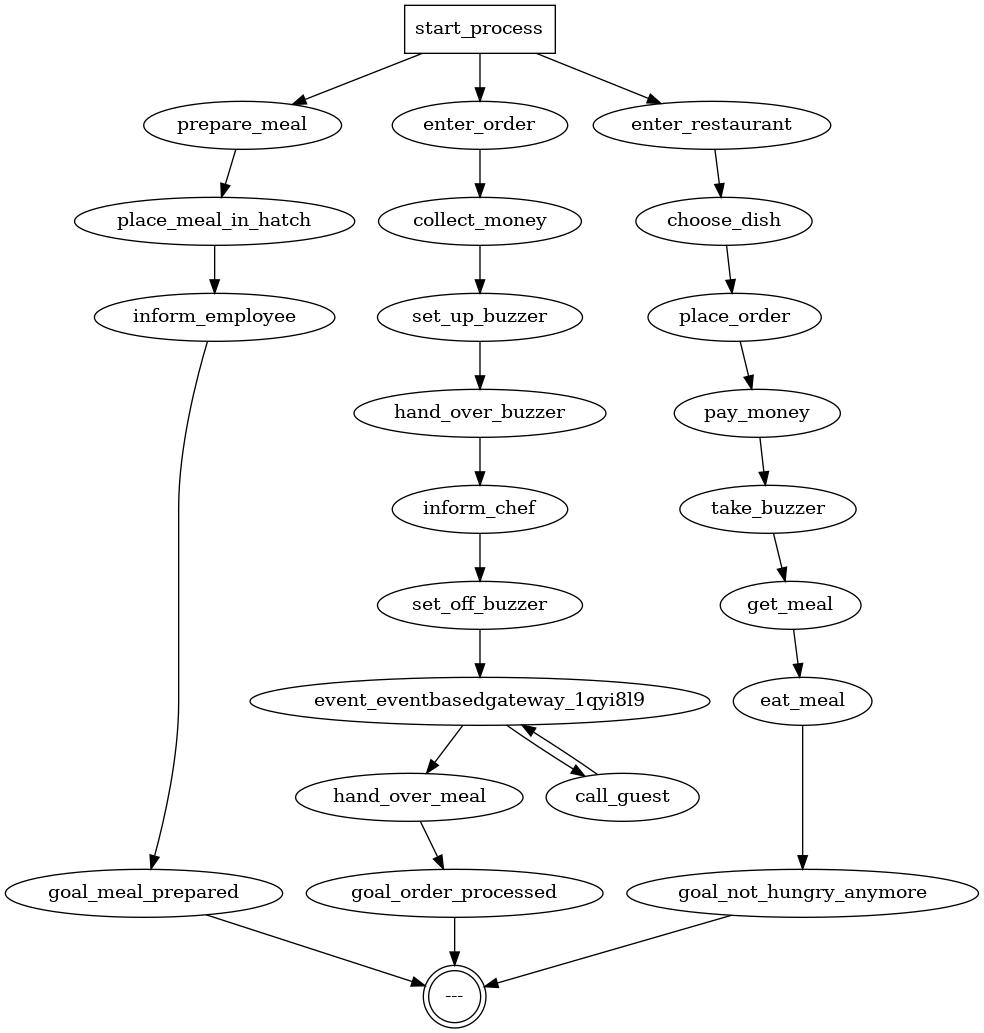 start_process
prepare_meal
enter_order
enter_restaurant
place_meal_in_hatch
collect_money
choose_dish
inform_employee
set_up_buzzer
place_order
hand_over_buzzer
pay_money
inform_chef
take_buzzer
set_off_buzzer
get_meal
event_eventbasedgateway_1qyi8l9
eat_meal
hand_over_meal
call_guest
goal_meal_prepared
goal_order_processed
goal_not_hungry_anymore
---